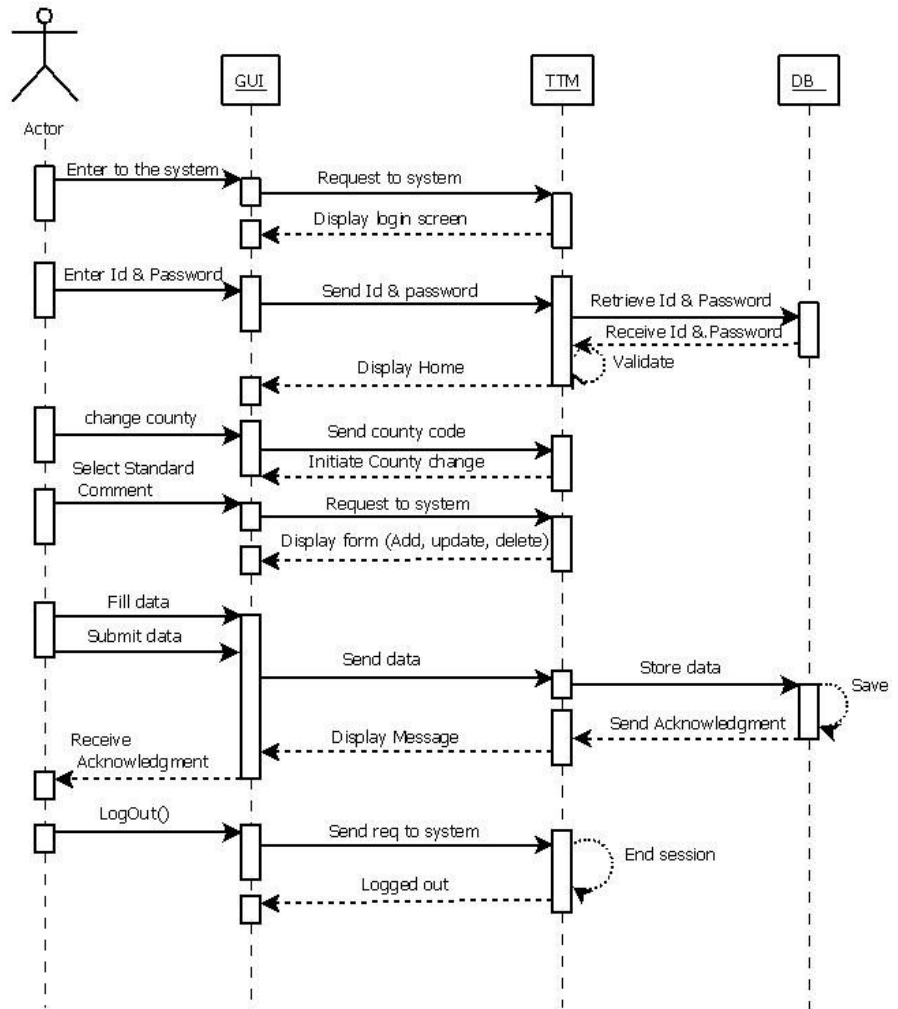 GUI
TTM
DB
Actor
Enter to the system
Request to system
Display login screen
Enter Id & Password
Send Id & password
Retrieve Id & Password
Receive Id & Password
Validate
Display Home
change county
Send county code
Initiate County change
Select Standard
Comment
Request to system
Display form (Add, update, delete)
Fill data
Submit data
Send data
Store data
Save
Send Acknowledgment
Display Message
Receive
Acknowledgment
LogOut()
Send req to system
End session
Logged out